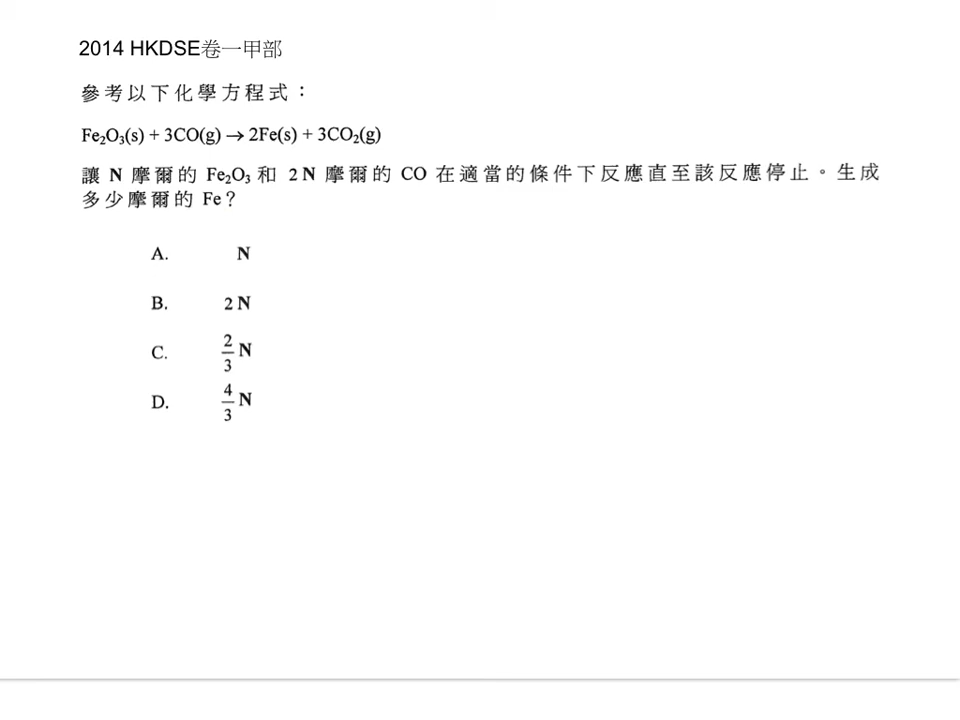 2014 HKDSE卷一甲部
參考以下化學方程式：
Fe₂O₃(s) + 3CO(g) → 2Fe(s) + 3CO₂(g)
讓 N 摩爾的 Fe₂O₃ 和 2N 摩爾的 CO 在適當的條件下反應直至該反應停止。生成
多少摩爾的 Fe？
A. N
B. 2N
C. 2/3 N
D. 4/3 N